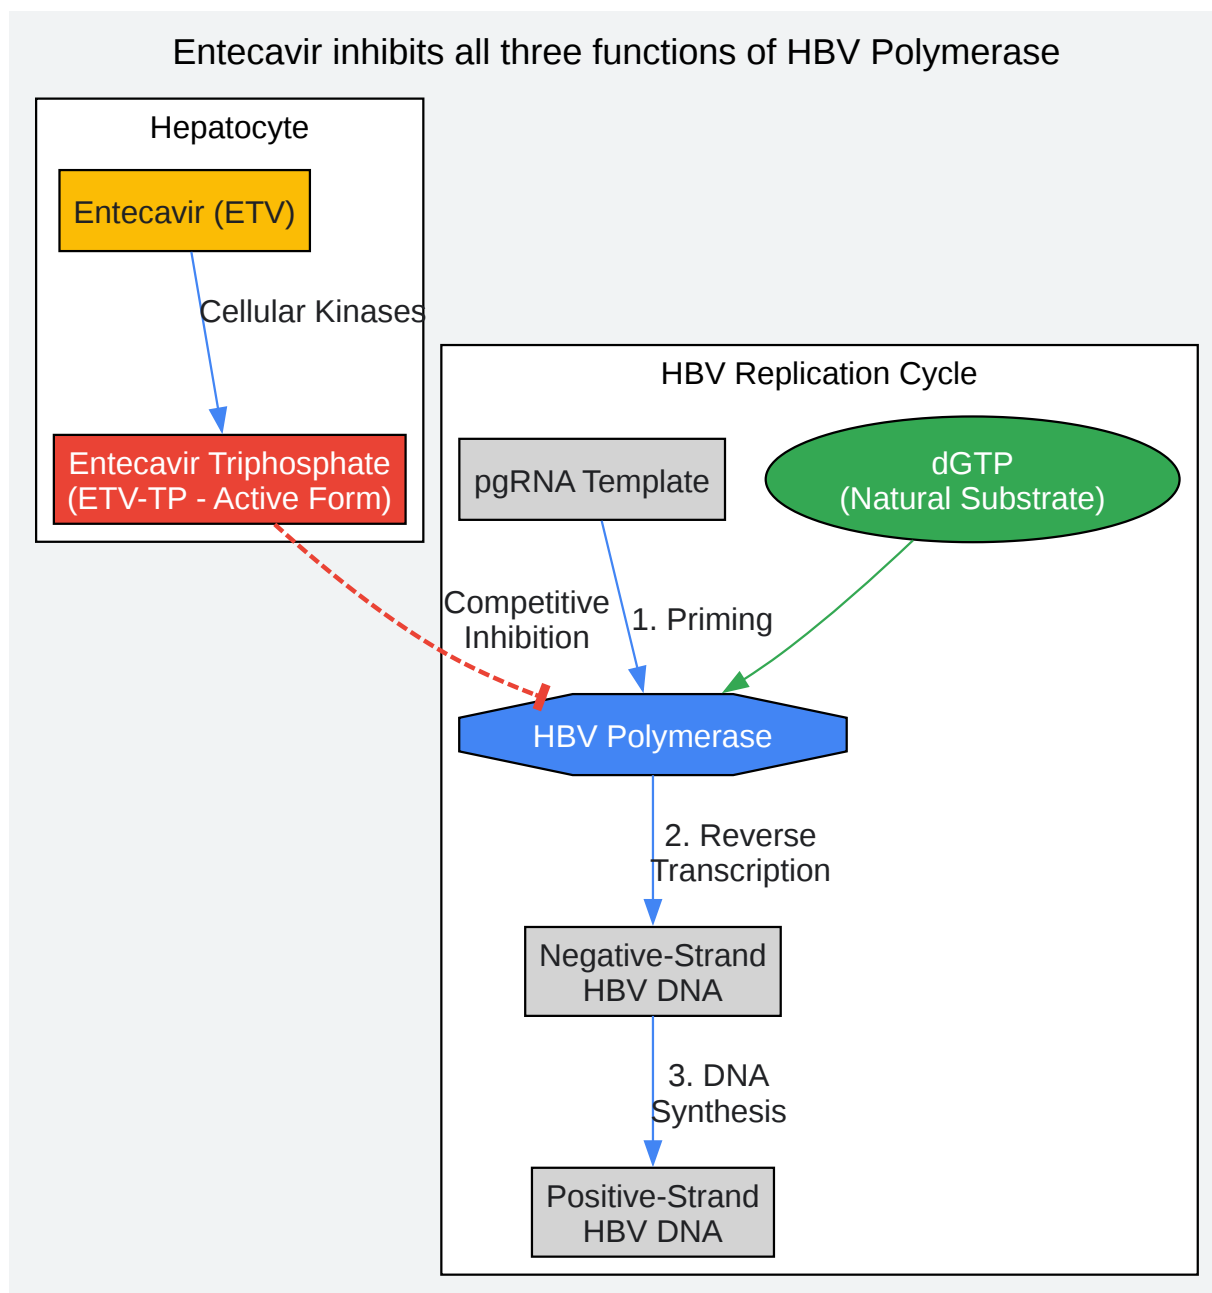 Entecavir inhibits all three functions of HBV Polymerase
Hepatocyte
Entecavir (ETV)
Cellular Kinases
Entecavir Triphosphate
(ETV-TP - Active Form)
HBV Replication Cycle
pgRNA Template
dGTP
(Natural Substrate)
Competitive
Inhibition
1. Priming
HBV Polymerase
2. Reverse
Transcription
Negative-Strand
HBV DNA
3. DNA
Synthesis
Positive-Strand
HBV DNA